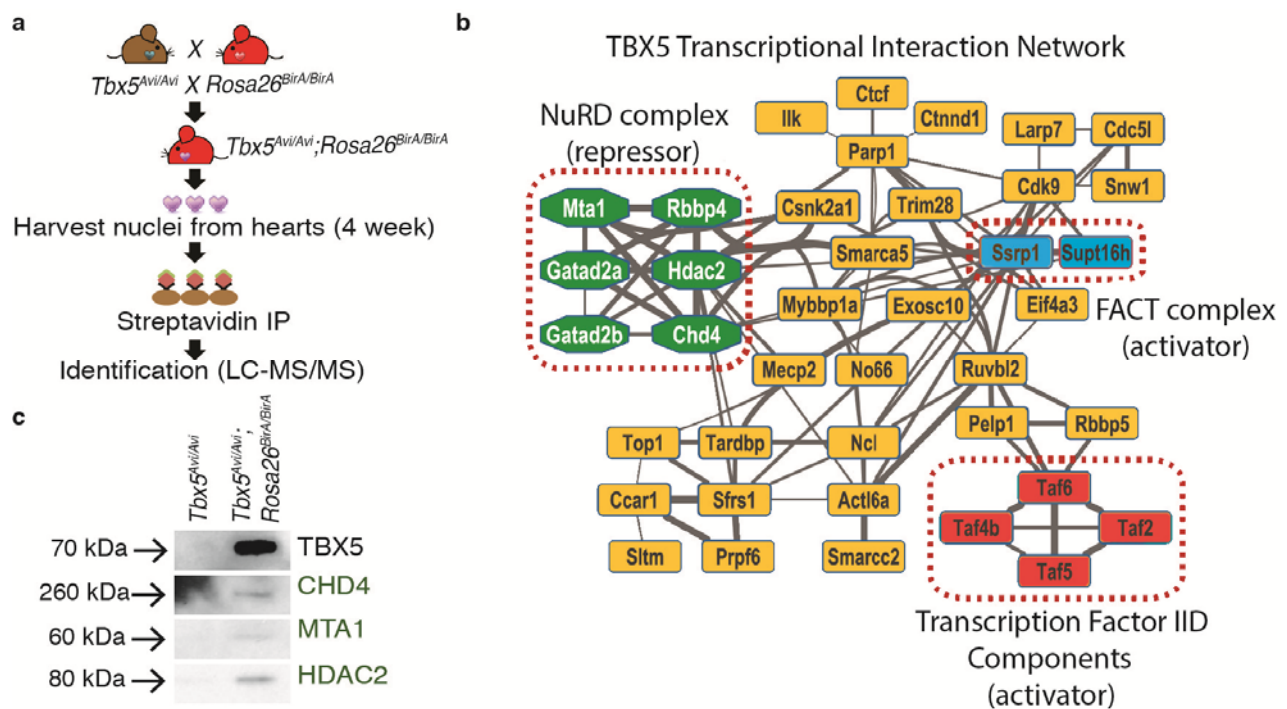 a
X
Tbx5Avi/Avi X Rosa26BirA/BirA
Tbx5Avi/Avi;Rosa26BirA/BirA
Harvest nuclei from hearts (4 week)
Streptavidin IP
Identification (LC-MS/MS)
b
TBX5 Transcriptional Interaction Network
NuRD complex
(repressor)
Ctcf
Ilk
Ctnnd1
Larp7
Cdc5l
Parp1
Cdk9
Snw1
Mta1
Rbbp4
Csnk2a1
Trim28
Smarca5
Ssrp1
Supt16h
Gatad2a
Hdac2
Mybbp1a
Exosc10
Eif4a3
FACT complex
(activator)
Gatad2b
Chd4
Mecp2
No66
Ruvbl2
Pelp1
Rbbp5
Top1
Tardbp
Ncl
Taf6
Ccar1
Sfrs1
Actl6a
Taf4b
Taf2
Sltm
Prpf6
Smarcc2
Taf5
Transcription Factor IID
Components
(activator)
c
Tbx5Avi/Avi
Tbx5Avi/Avi;
Rosa26BirA/BirA
70 kDa
TBX5
260 kDa
CHD4
60 kDa
MTA1
80 kDa
HDAC2